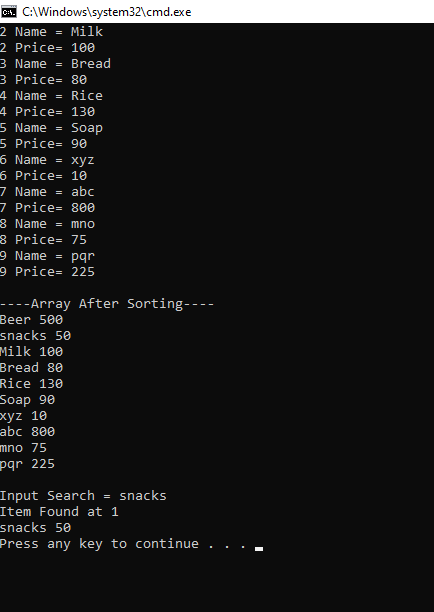 C:\Windows\system32\cmd.exe
2 Name = Milk
2 Price= 100
3 Name = Bread
3 Price= 80
4 Name = Rice
4 Price= 130
5 Name = Soap
5 Price= 90
6 Name = xyz
6 Price= 10
7 Name = abc
7 Price= 800
8 Name = mno
8 Price= 75
9 Name = pqr
9 Price= 225
----Array After Sorting----
Beer 500
snacks 50
Milk 100
Bread 80
Rice 130
Soap 90
xyz 10
abc 800
mno 75
pqr 225
Input Search = snacks
Item Found at 1
snacks 50
Press any key to continue . . .